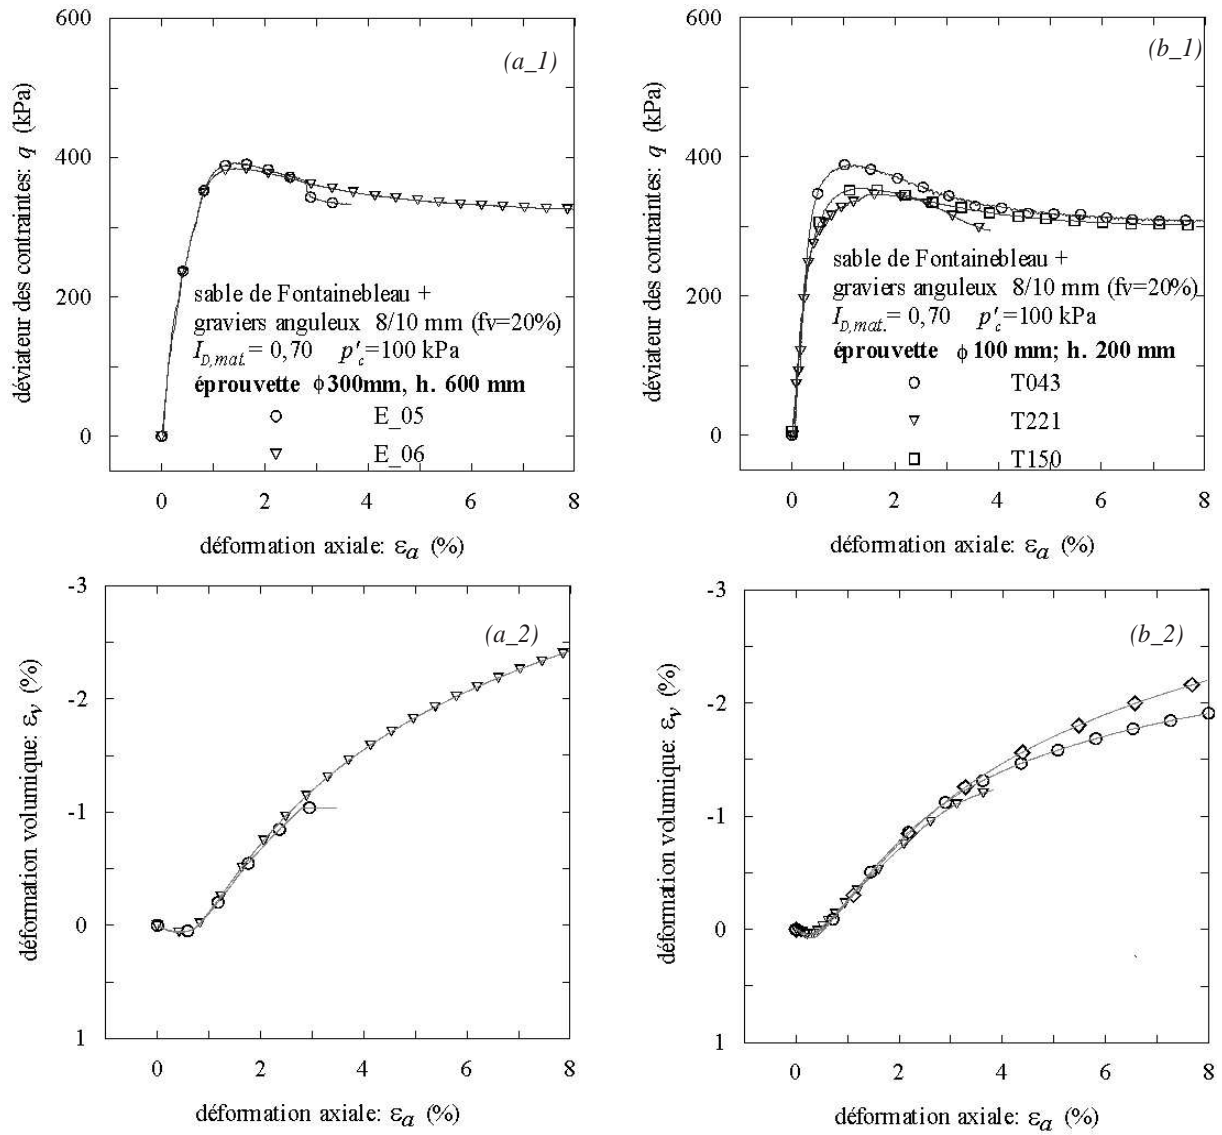 600
400
200
0
déviateur des contraintes: q (kPa)
(a_1)
sable de Fontainebleau +
graviers anguleux 8/10 mm (fv=20%)
I_D,mat. = 0,70 p'_c=100 kPa
éprouvette ϕ300mm, h. 600 mm
E_05
E_06
0 2 4 6 8
déformation axiale: ε_a (%)
600
400
200
0
déviateur des contraintes: q (kPa)
(b_1)
sable de Fontainebleau +
graviers anguleux 8/10 mm (fv=20%)
I_D,mat. = 0,70 p'_c=100 kPa
éprouvette ϕ100 mm; h. 200 mm
T043
T221
T150
0 2 4 6 8
déformation axiale: ε_a (%)
-3
-2
-1
0
1
déformation volumique: ε_v (%)
(a_2)
0 2 4 6 8
déformation axiale: ε_a (%)
-3
-2
-1
0
1
déformation volumique: ε_v (%)
(b_2)
0 2 4 6 8
déformation axiale: ε_a (%)